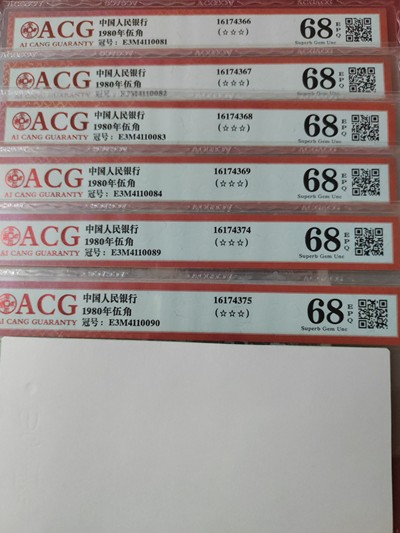 ACG 中国人民银行 16174366 68 EPQ
1980年伍角 (☆☆☆)
AI CANG GUARANTY 冠号：E3M4110081 Superb Gem Unc
ACG 中国人民银行 16174367 68 EPQ
1980年伍角 (☆☆☆)
ACG 中国人民银行 16174368 68 EPQ
1980年伍角 (☆☆☆)
AI CANG GUARANTY 冠号：E3M4110083 Superb Gem Unc
ACG 中国人民银行 16174369 68 EPQ
1980年伍角 (☆☆☆)
AI CANG GUARANTY 冠号：E3M4110084 Superb Gem Unc
ACG 中国人民银行 16174374 68 EPQ
1980年伍角 (☆☆☆)
AI CANG GUARANTY 冠号：E3M4110089 Superb Gem Unc
ACG 中国人民银行 16174375 68 EPQ
1980年伍角 (☆☆☆)
AI CANG GUARANTY 冠号：E3M4110090 Superb Gem Unc